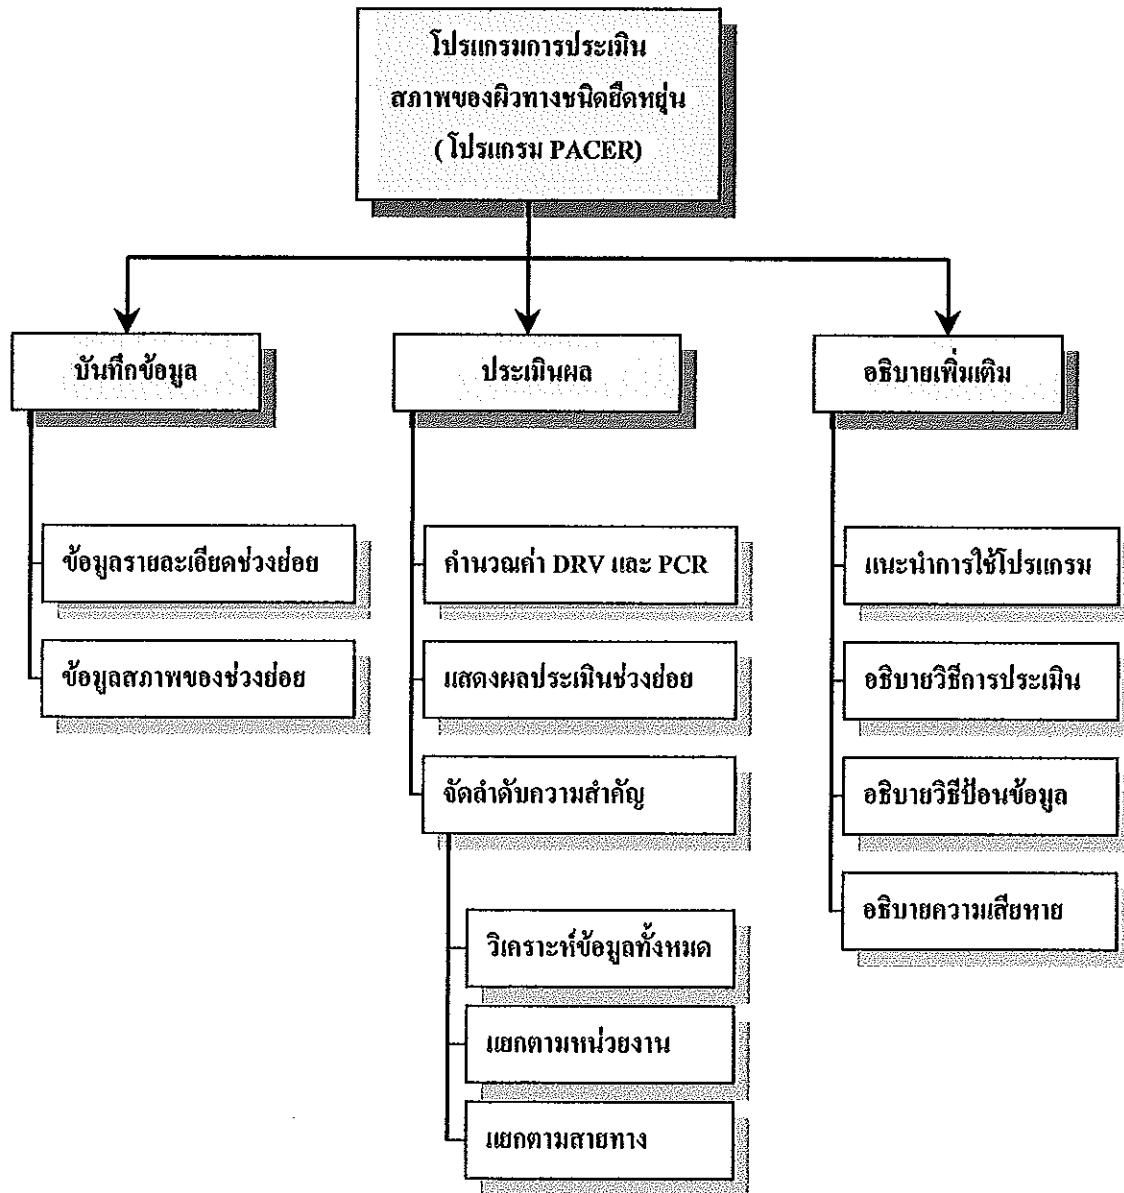 โปรแกรมการประเมิน
สภาพของผิวทางชนิดยืดหยุ่น
(โปรแกรม PACER)
บันทึกข้อมูล
ข้อมูลรายละเอียดช่วงย่อย
ข้อมูลสภาพของช่วงย่อย
ประเมินผล
คำนวณค่า DRV และ PCR
แสดงผลประเมินช่วงย่อย
จัดลำดับความสำคัญ
วิเคราะห์ข้อมูลทั้งหมด
แยกตามหน่วยงาน
แยกตามสายทาง
อธิบายเพิ่มเติม
แนะนำการใช้โปรแกรม
อธิบายวิธีการประเมิน
อธิบายวิธีป้อนข้อมูล
อธิบายความเสียหาย